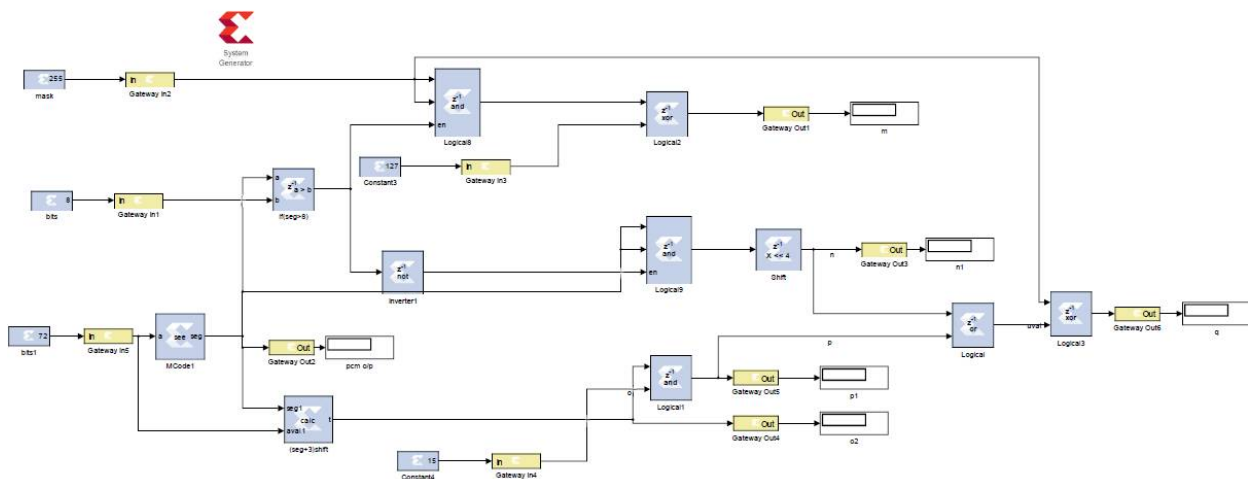 System
Generator
255
mask
In
Gateway In2
z-1
and
en
Logical8
z-1
xor
Logical2
Out
Gateway Out1
m
127
Constant3
In
Gateway In3
8
bits
In
Gateway In1
a
b
z-1
a > b
If(seg>8)
z-1
not
Inverter1
z-1
and
en
Logical9
z-1
X << 4
Shift
n
Out
Gateway Out3
n1
72
bits1
In
Gateway In5
a
see
seg
MCode1
Out
Gateway Out2
pcm o/p
z-1
or
Logical
uval
z-1
xor
Logical3
Out
Gateway Out6
q
p
seg1
aval1
calc
t
(seg+3)shift
o
z-1
and
Logical1
Out
Gateway Out5
p1
Out
Gateway Out4
o2
15
Constant4
In
Gateway In4